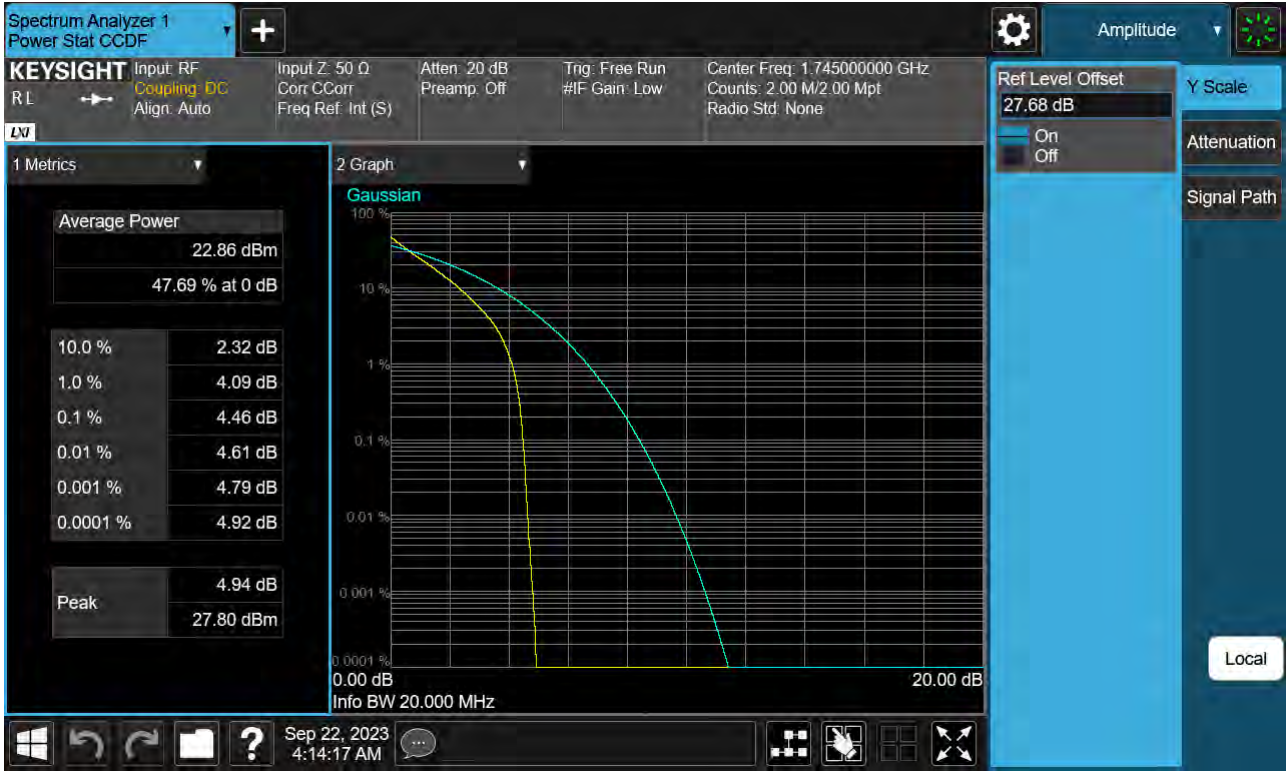 Spectrum Analyzer 1
Power Stat CCDF
Amplitude
KEYSIGHT
R L
LXI
Input: RF
Coupling: DC
Align: Auto
Input Z: 50 Ω
Corr CCorr
Freq Ref: Int (S)
Atten: 20 dB
Preamp: Off
Trig: Free Run
#IF Gain: Low
Center Freq: 1.745000000 GHz
Counts: 2.00 M/2.00 Mpt
Radio Std: None
Ref Level Offset
27.68 dB
On
Off
Y Scale
Attenuation
Signal Path
Local
1 Metrics
Average Power
22.86 dBm
47.69 % at 0 dB
10.0 % 2.32 dB
1.0 % 4.09 dB
0.1 % 4.46 dB
0.01 % 4.61 dB
0.001 % 4.79 dB
0.0001 % 4.92 dB
Peak
4.94 dB
27.80 dBm
2 Graph
Gaussian
100 %
10 %
1 %
0.1 %
0.01 %
0.001 %
0.0001 %
0.00 dB 20.00 dB
Info BW 20.000 MHz
?
Sep 22, 2023
4:14:17 AM